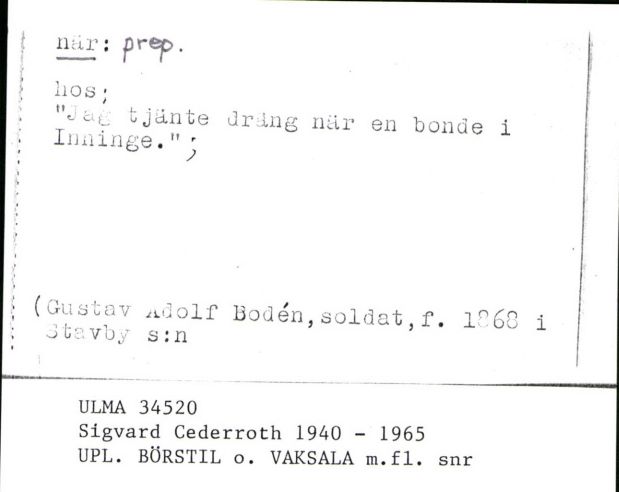 när: prep.
hos;
"Jag tjänte dräng när en bonde i
Inninge.";
(Gustav Adolf Bodén,soldat,f. 1868 i
Stavby s:n
ULMA 34520
Sigvard Cederroth 1940 - 1965
UPL. BÖRSTIL o. VAKSALA m.fl. snr